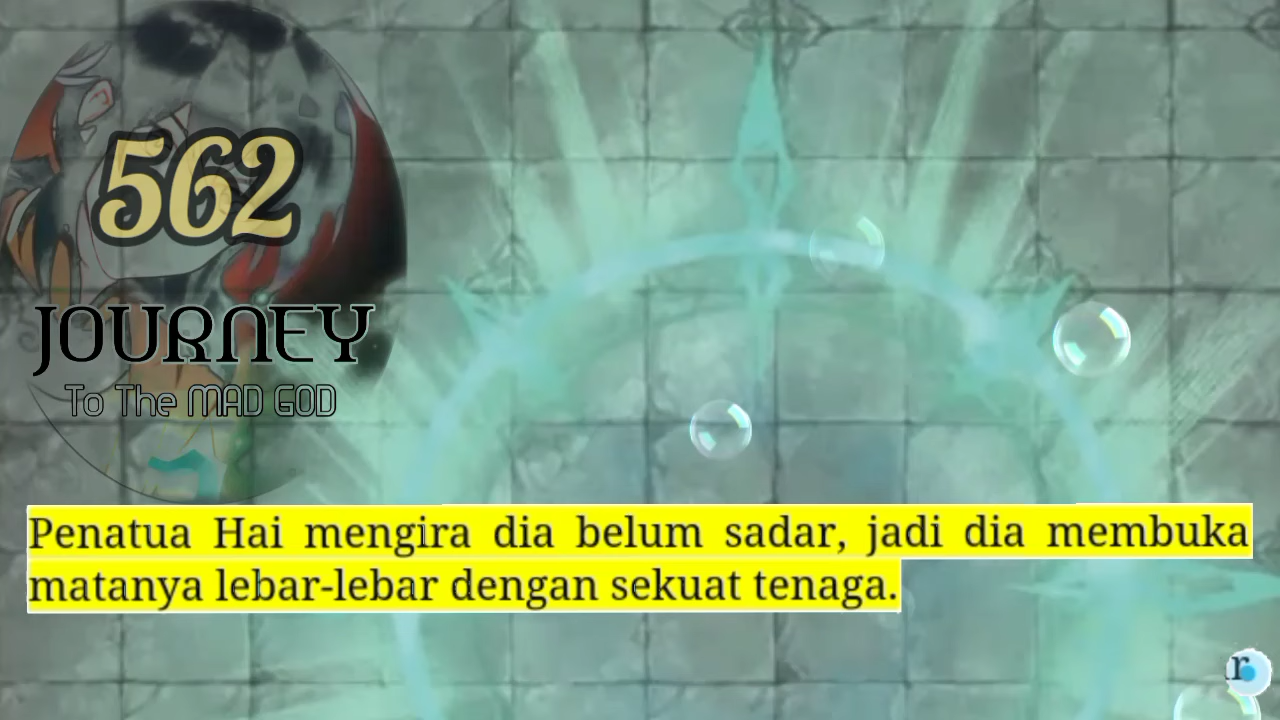 562
JOURNEY
To The MAD GOD
Penatua Hai mengira dia belum sadar, jadi dia membuka
matanya lebar-lebar dengan sekuat tenaga.
r